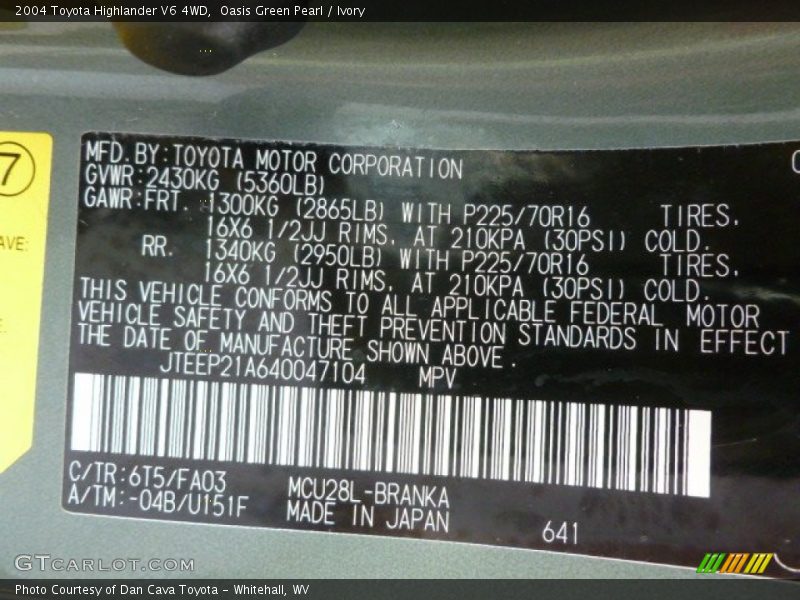 2004 Toyota Highlander V6 4WD,  Oasis Green Pearl / Ivory
7
AVE:
MFD.BY:TOYOTA MOTOR CORPORATION
GVWR:2430KG (5360LB)
GAWR:FRT. 1300KG (2865LB) WITH P225/70R16 TIRES.
16X6 1/2JJ RIMS, AT 210KPA (30PSI) COLD.
RR. 1340KG (2950LB) WITH P225/70R16 TIRES.
16X6 1/2JJ RIMS, AT 210KPA (30PSI) COLD.
THIS VEHICLE CONFORMS TO ALL APPLICABLE FEDERAL MOTOR
VEHICLE SAFETY AND THEFT PREVENTION STANDARDS IN EFFECT
THE DATE OF MANUFACTURE SHOWN ABOVE.
JTEEP21A640047104 MPV
C/TR:6T5/FA03 MCU28L-BRANKA
A/TM:-04B/U151F MADE IN JAPAN
641
GTCARLOT.COM
Photo Courtesy of Dan Cava Toyota - Whitehall, WV